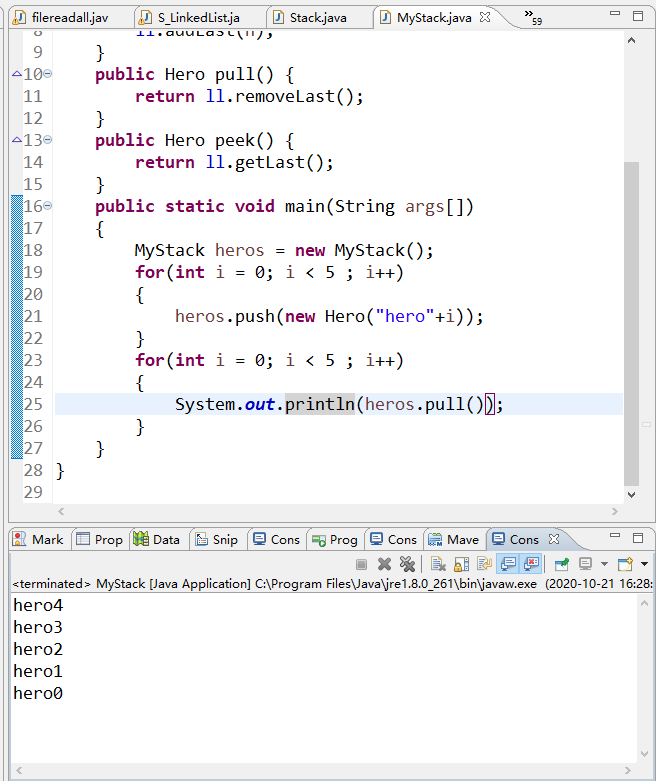 filereadall.jav S_LinkedList.ja Stack.java MyStack.java »59
8 ll.addLast(h);
9 }
10 public Hero pull() {
11 return ll.removeLast();
12 }
13 public Hero peek() {
14 return ll.getLast();
15 }
16 public static void main(String args[])
17 {
18 MyStack heros = new MyStack();
19 for(int i = 0; i < 5 ; i++)
20 {
21 heros.push(new Hero("hero"+i));
22 }
23 for(int i = 0; i < 5 ; i++)
24 {
25 System.out.println(heros.pull());
26 }
27 }
28 }
29
Mark Prop Data Snip Cons Prog Cons Mave Cons
<terminated> MyStack [Java Application] C:\Program Files\Java\jre1.8.0_261\bin\javaw.exe (2020-10-21 16:28:
hero4
hero3
hero2
hero1
hero0